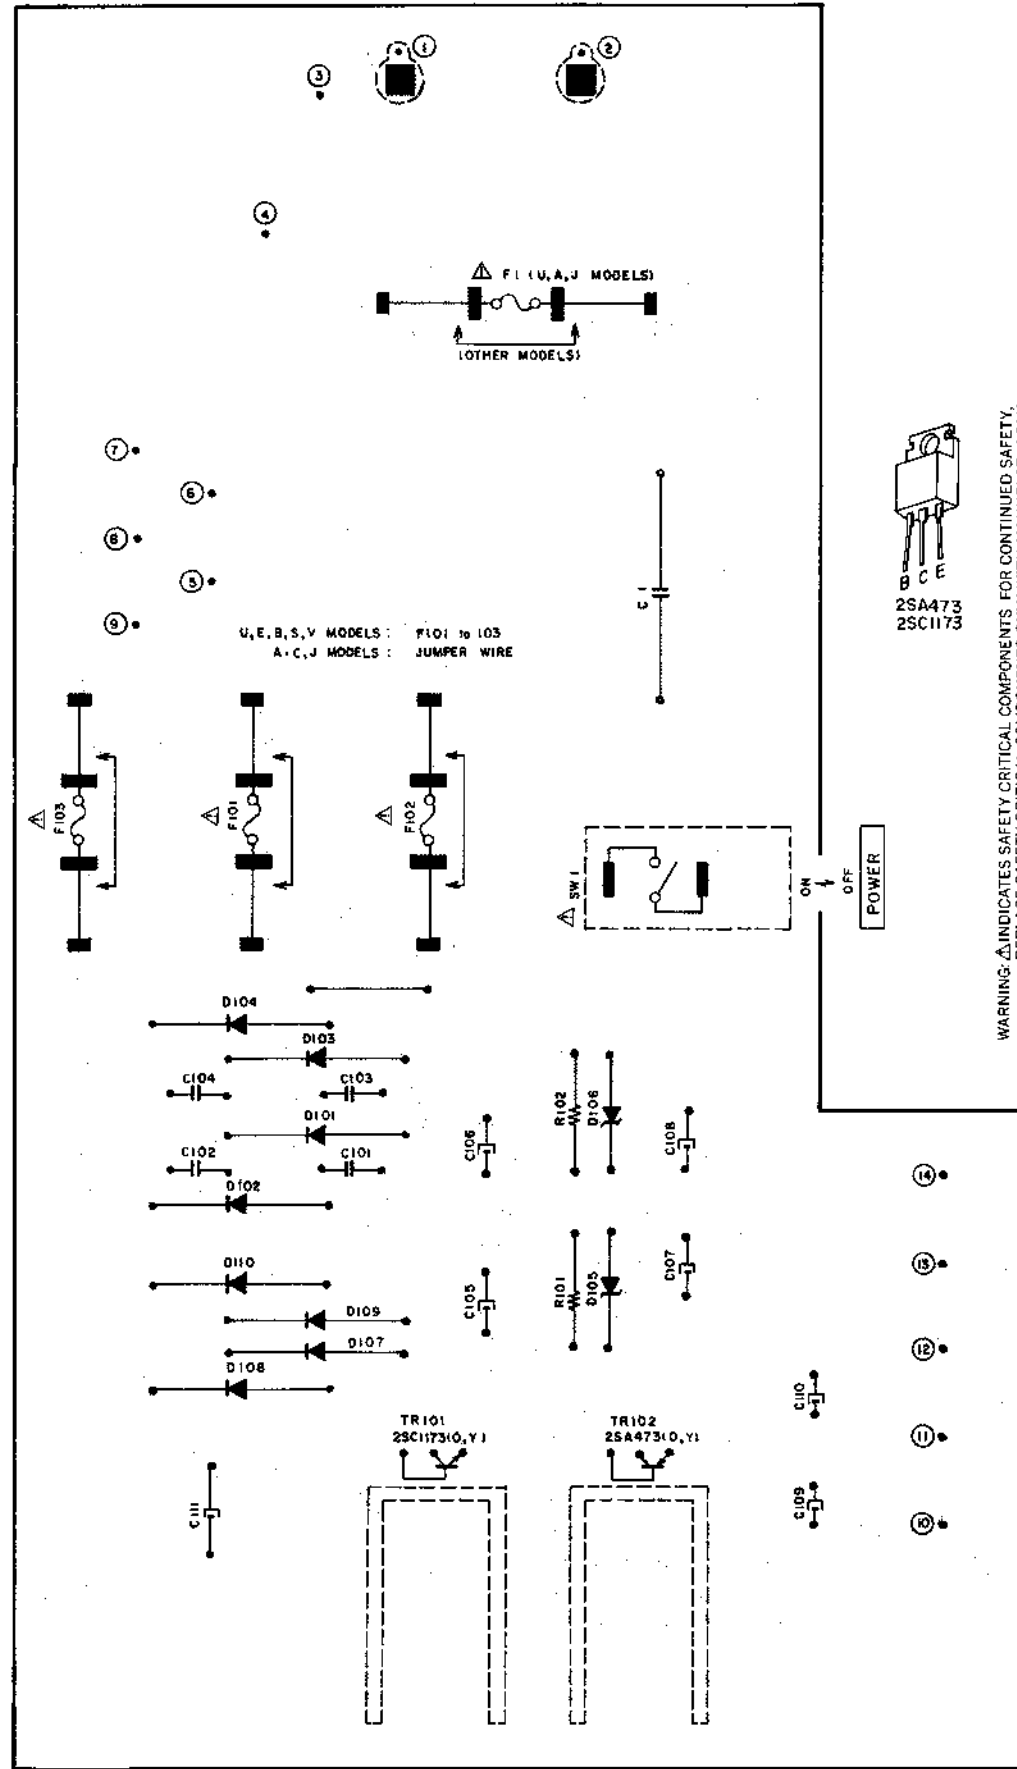 1
2
3
4
⚠ F1 (U,A,J MODELS)
(OTHER MODELS)
7
6
8
5
9
C1
B C E
2SA473
2SC1173
WARNING: ⚠INDICATES SAFETY CRITICAL COMPONENTS FOR CONTINUED SAFETY,
U,E,B,S,V MODELS : F101 to 103
A,C,J MODELS : JUMPER WIRE
F103
F101
F102
SW1
ON
OFF
POWER
D104
D103
C104
C103
D101
C102
C101
D102
C106
R102
D106
C108
14
D110
D109
D107
D108
C105
R101
D105
C107
13
12
C110
TR101
2SC1173(O,Y)
TR102
2SA473(O,Y)
11
C111
C109
10